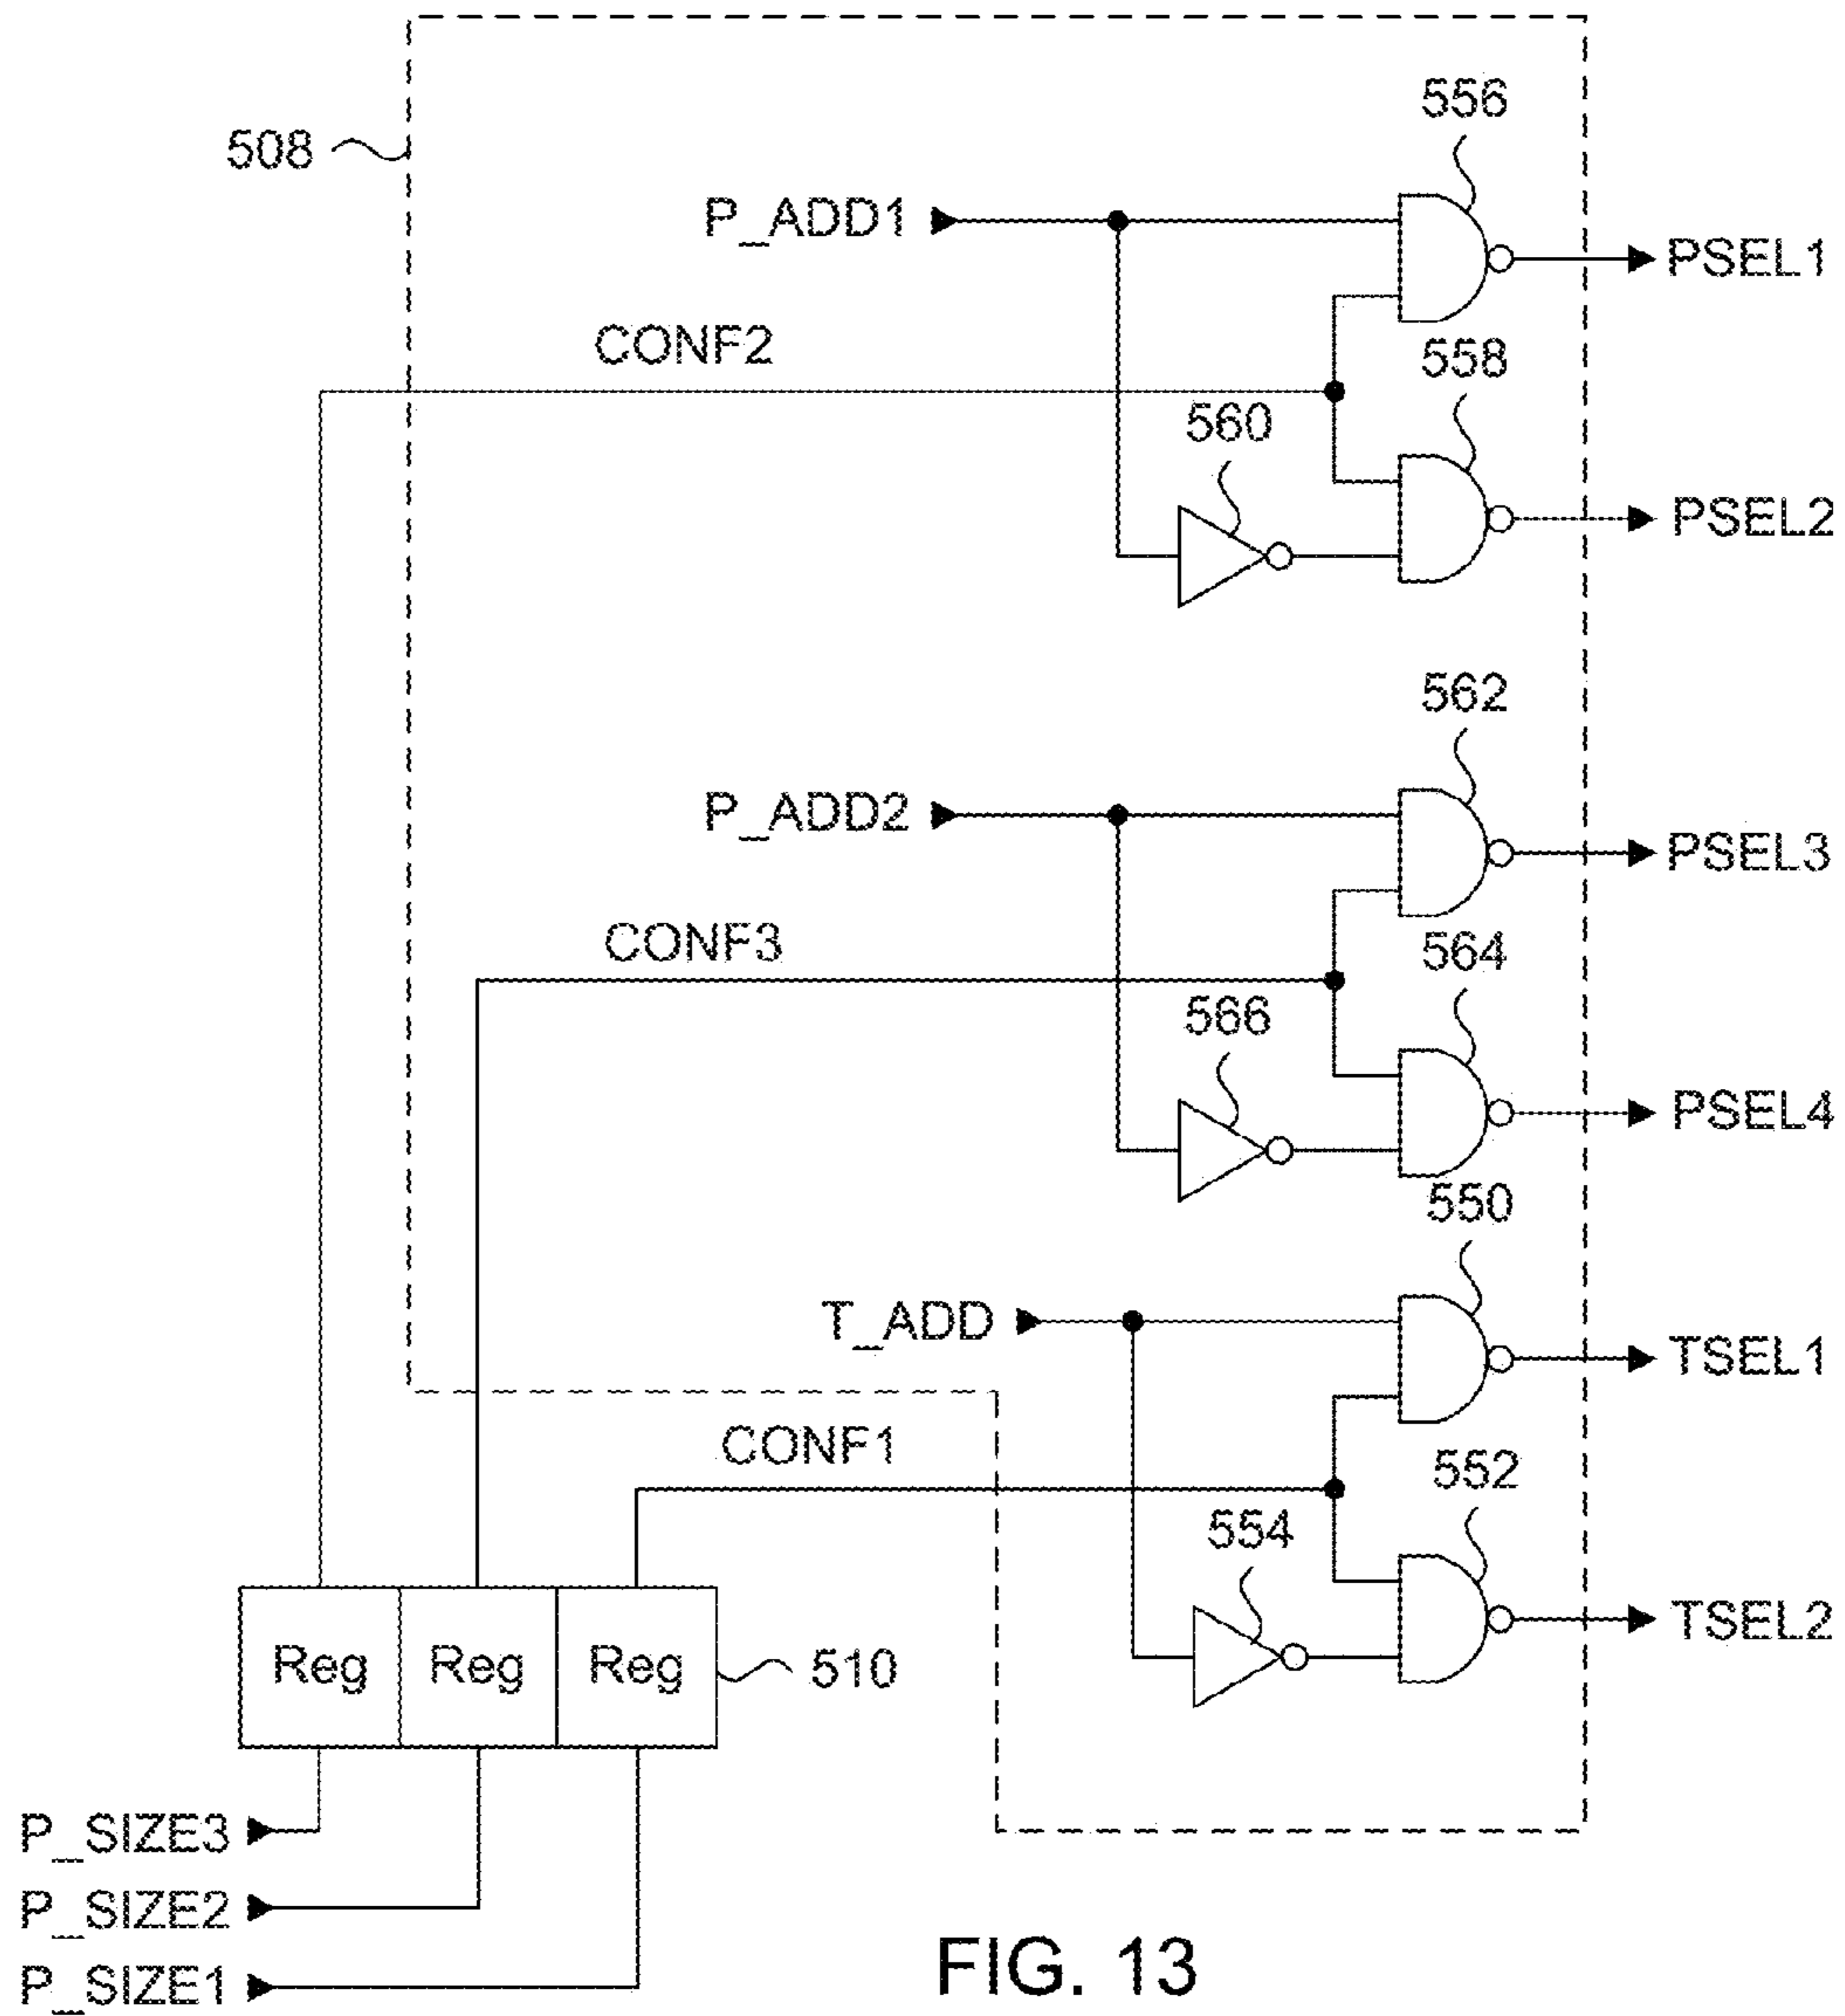 556
508
P_ADD1
PSEL1
CONF2
558
560
PSEL2
562
P_ADD2
PSEL3
CONF3
564
566
PSEL4
550
T_ADD
TSEL1
CONF1
552
554
TSEL2
Reg Reg Reg
510
P_SIZE3
P_SIZE2
P_SIZE1
FIG. 13